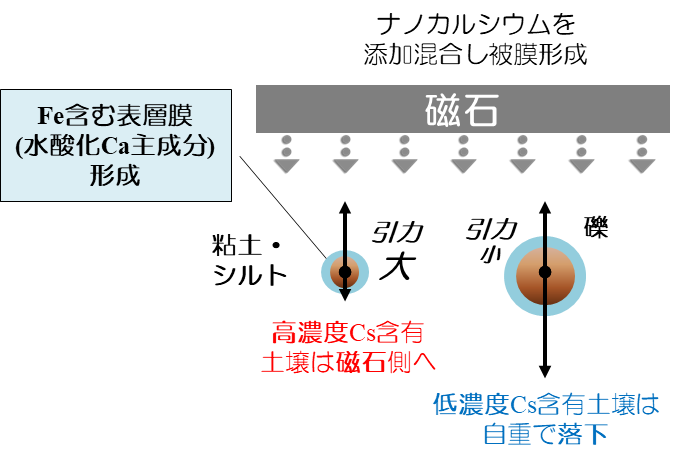 ナノカルシウムを
添加混合し被膜形成
磁石
Fe含む表層膜
(水酸化Ca主成分)
形成
粘土・
シルト
引力
大
引力
小
礫
高濃度Cs含有
土壌は磁石側へ
低濃度Cs含有土壌は
自重で落下